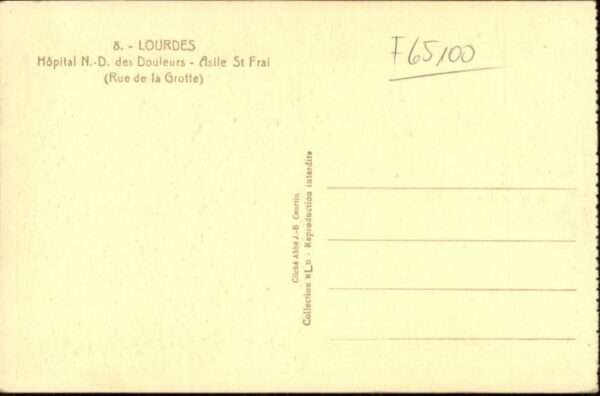 8. - LOURDES
Hôpital N.-D. des Douleurs - Asile St Frai
(Rue de la Grotte)
F65100
Cliché Abbé J.-B. Courtin
Collection NLD - Reproduction interdite